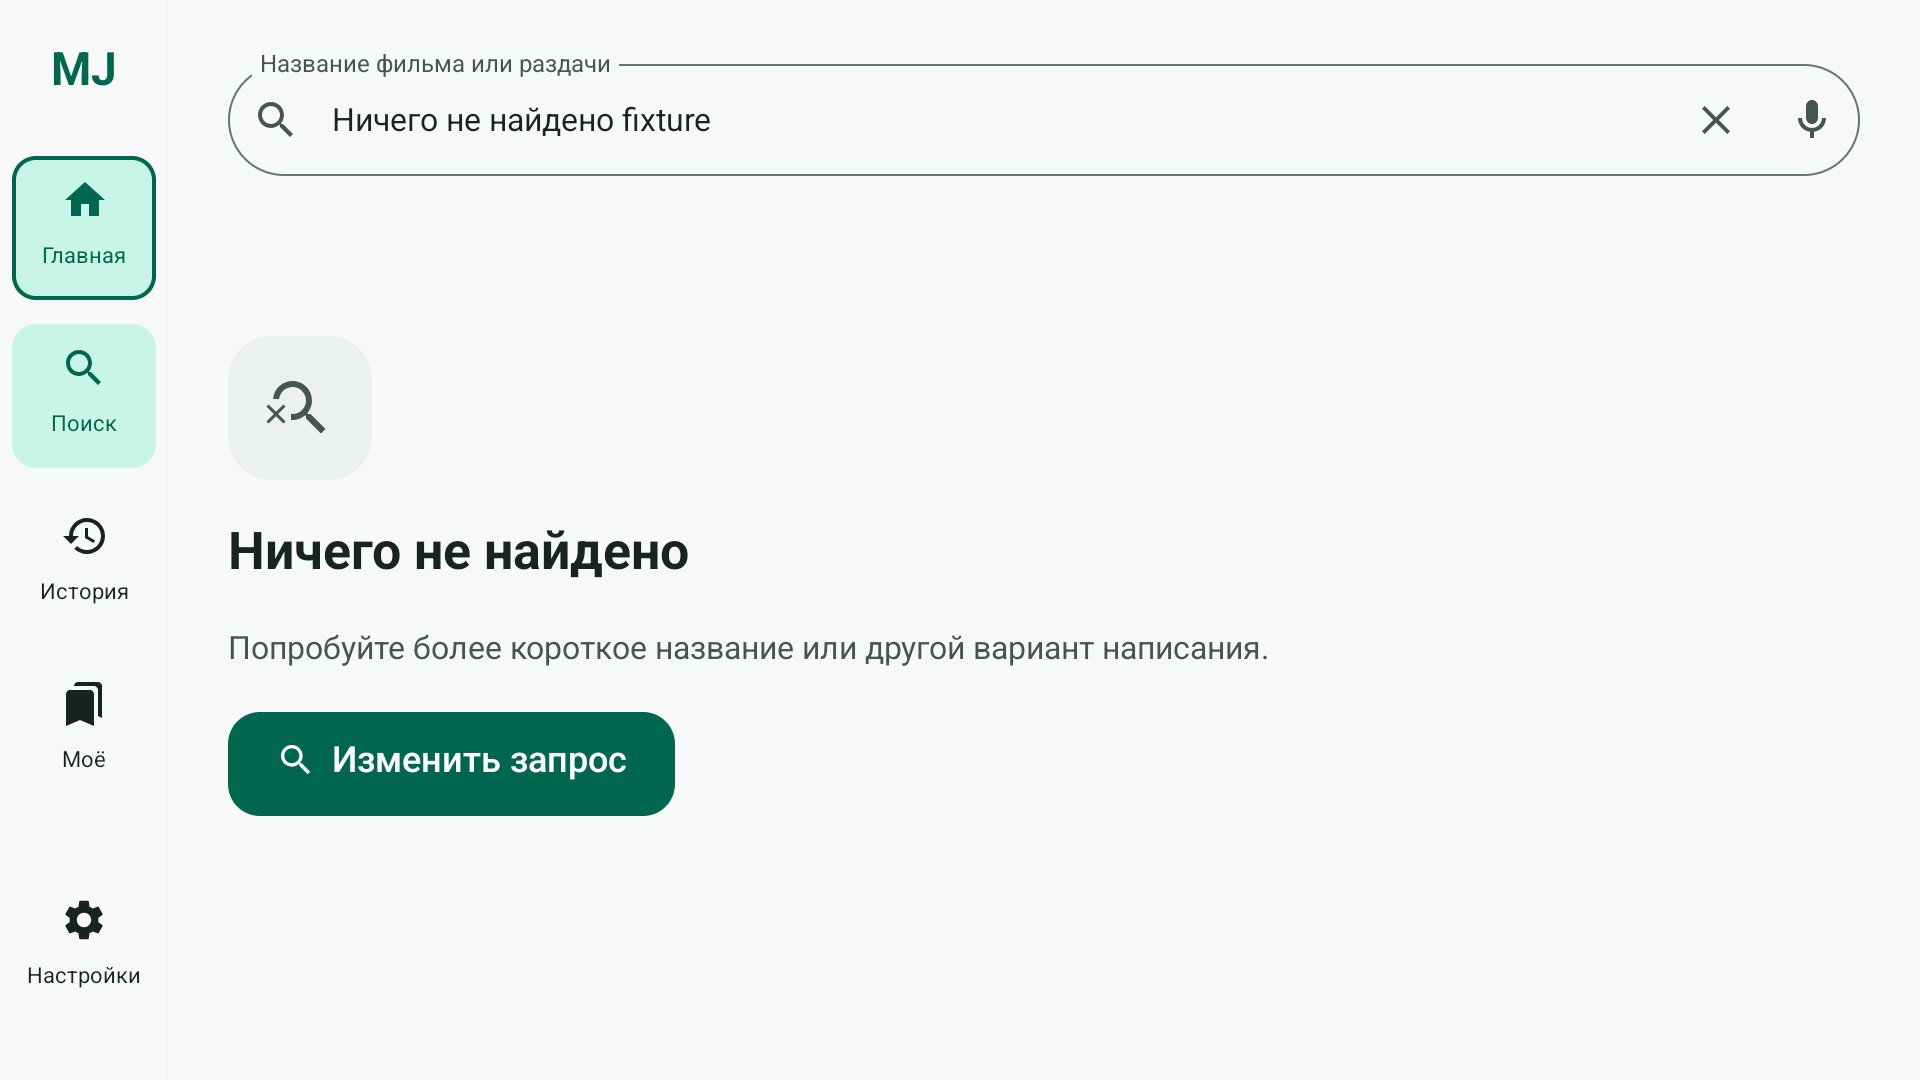 MJ
Главная
Поиск
История
Моё
Настройки
Название фильма или раздачи
Ничего не найдено fixture
Ничего не найдено
Попробуйте более короткое название или другой вариант написания.
Изменить запрос